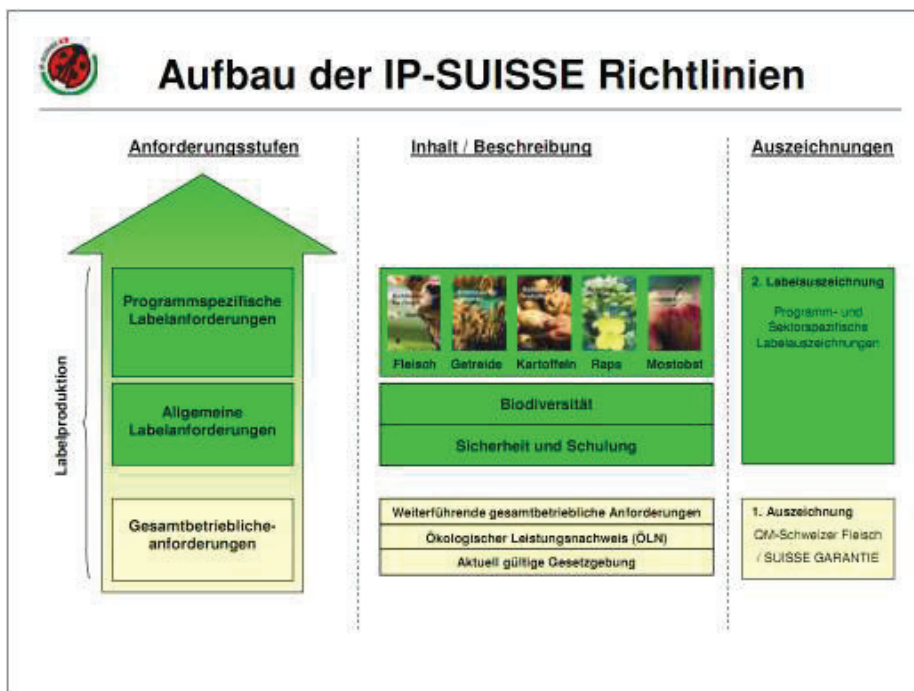 Aufbau der IP-SUISSE Richtlinien
Anforderungsstufen
Inhalt / Beschreibung
Auszeichnungen
Labelproduktion
Programmspezifische
Labelanforderungen
Fleisch
Getreide
Kartoffeln
Raps
Mostobst
2. Labelauszeichnung
Programm- und
Sektorspezifische
Labelauszeichnungen
Allgemeine
Labelanforderungen
Biodiversität
Sicherheit und Schulung
Gesamtbetriebliche-
anforderungen
Weiterführende gesamtbetriebliche Anforderungen
Ökologischer Leistungsnachweis (ÖLN)
Aktuell gültige Gesetzgebung
1. Auszeichnung
QM-Schweizer Fleisch
/ SUISSE GARANTIE